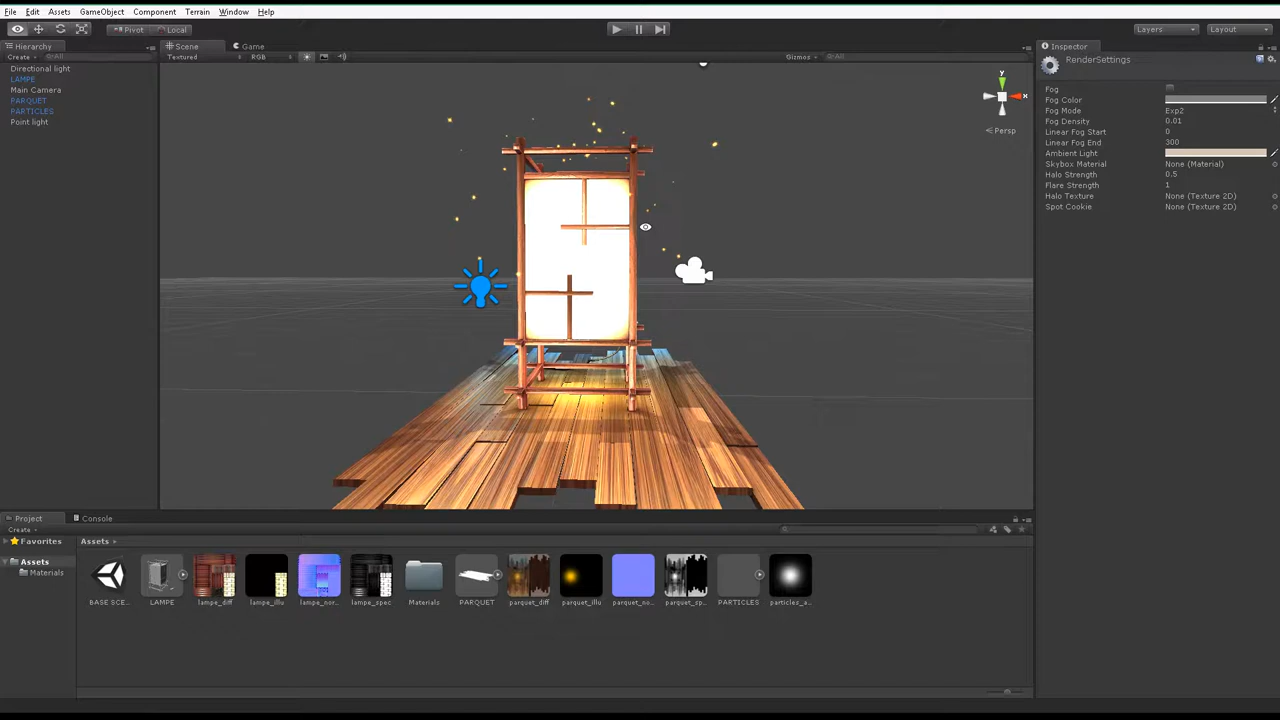 File Edit Assets GameObject Component Terrain Window Help
Pivot Local Layers Layout
Hierarchy Scene Game Inspector
Create All Textured RGB Gizmos All RenderSettings
Directional light
LAMPE
Main Camera
PARQUET
PARTICLES
Point light
y
x
Persp
Fog
Fog Color
Fog Mode Exp2
Fog Density 0.01
Linear Fog Start 0
Linear Fog End 300
Ambient Light
Skybox Material None (Material)
Halo Strength 0.5
Flare Strength 1
Halo Texture None (Texture 2D)
Spot Cookie None (Texture 2D)
Project Console
Create
Favorites Assets
Assets
Materials
BASE SCE... LAMPE lampe_diff lampe_illu lampe_nor... lampe_spec Materials PARQUET parquet_diff parquet_illu parquet_no... parquet_sp... PARTICLES particles_a...